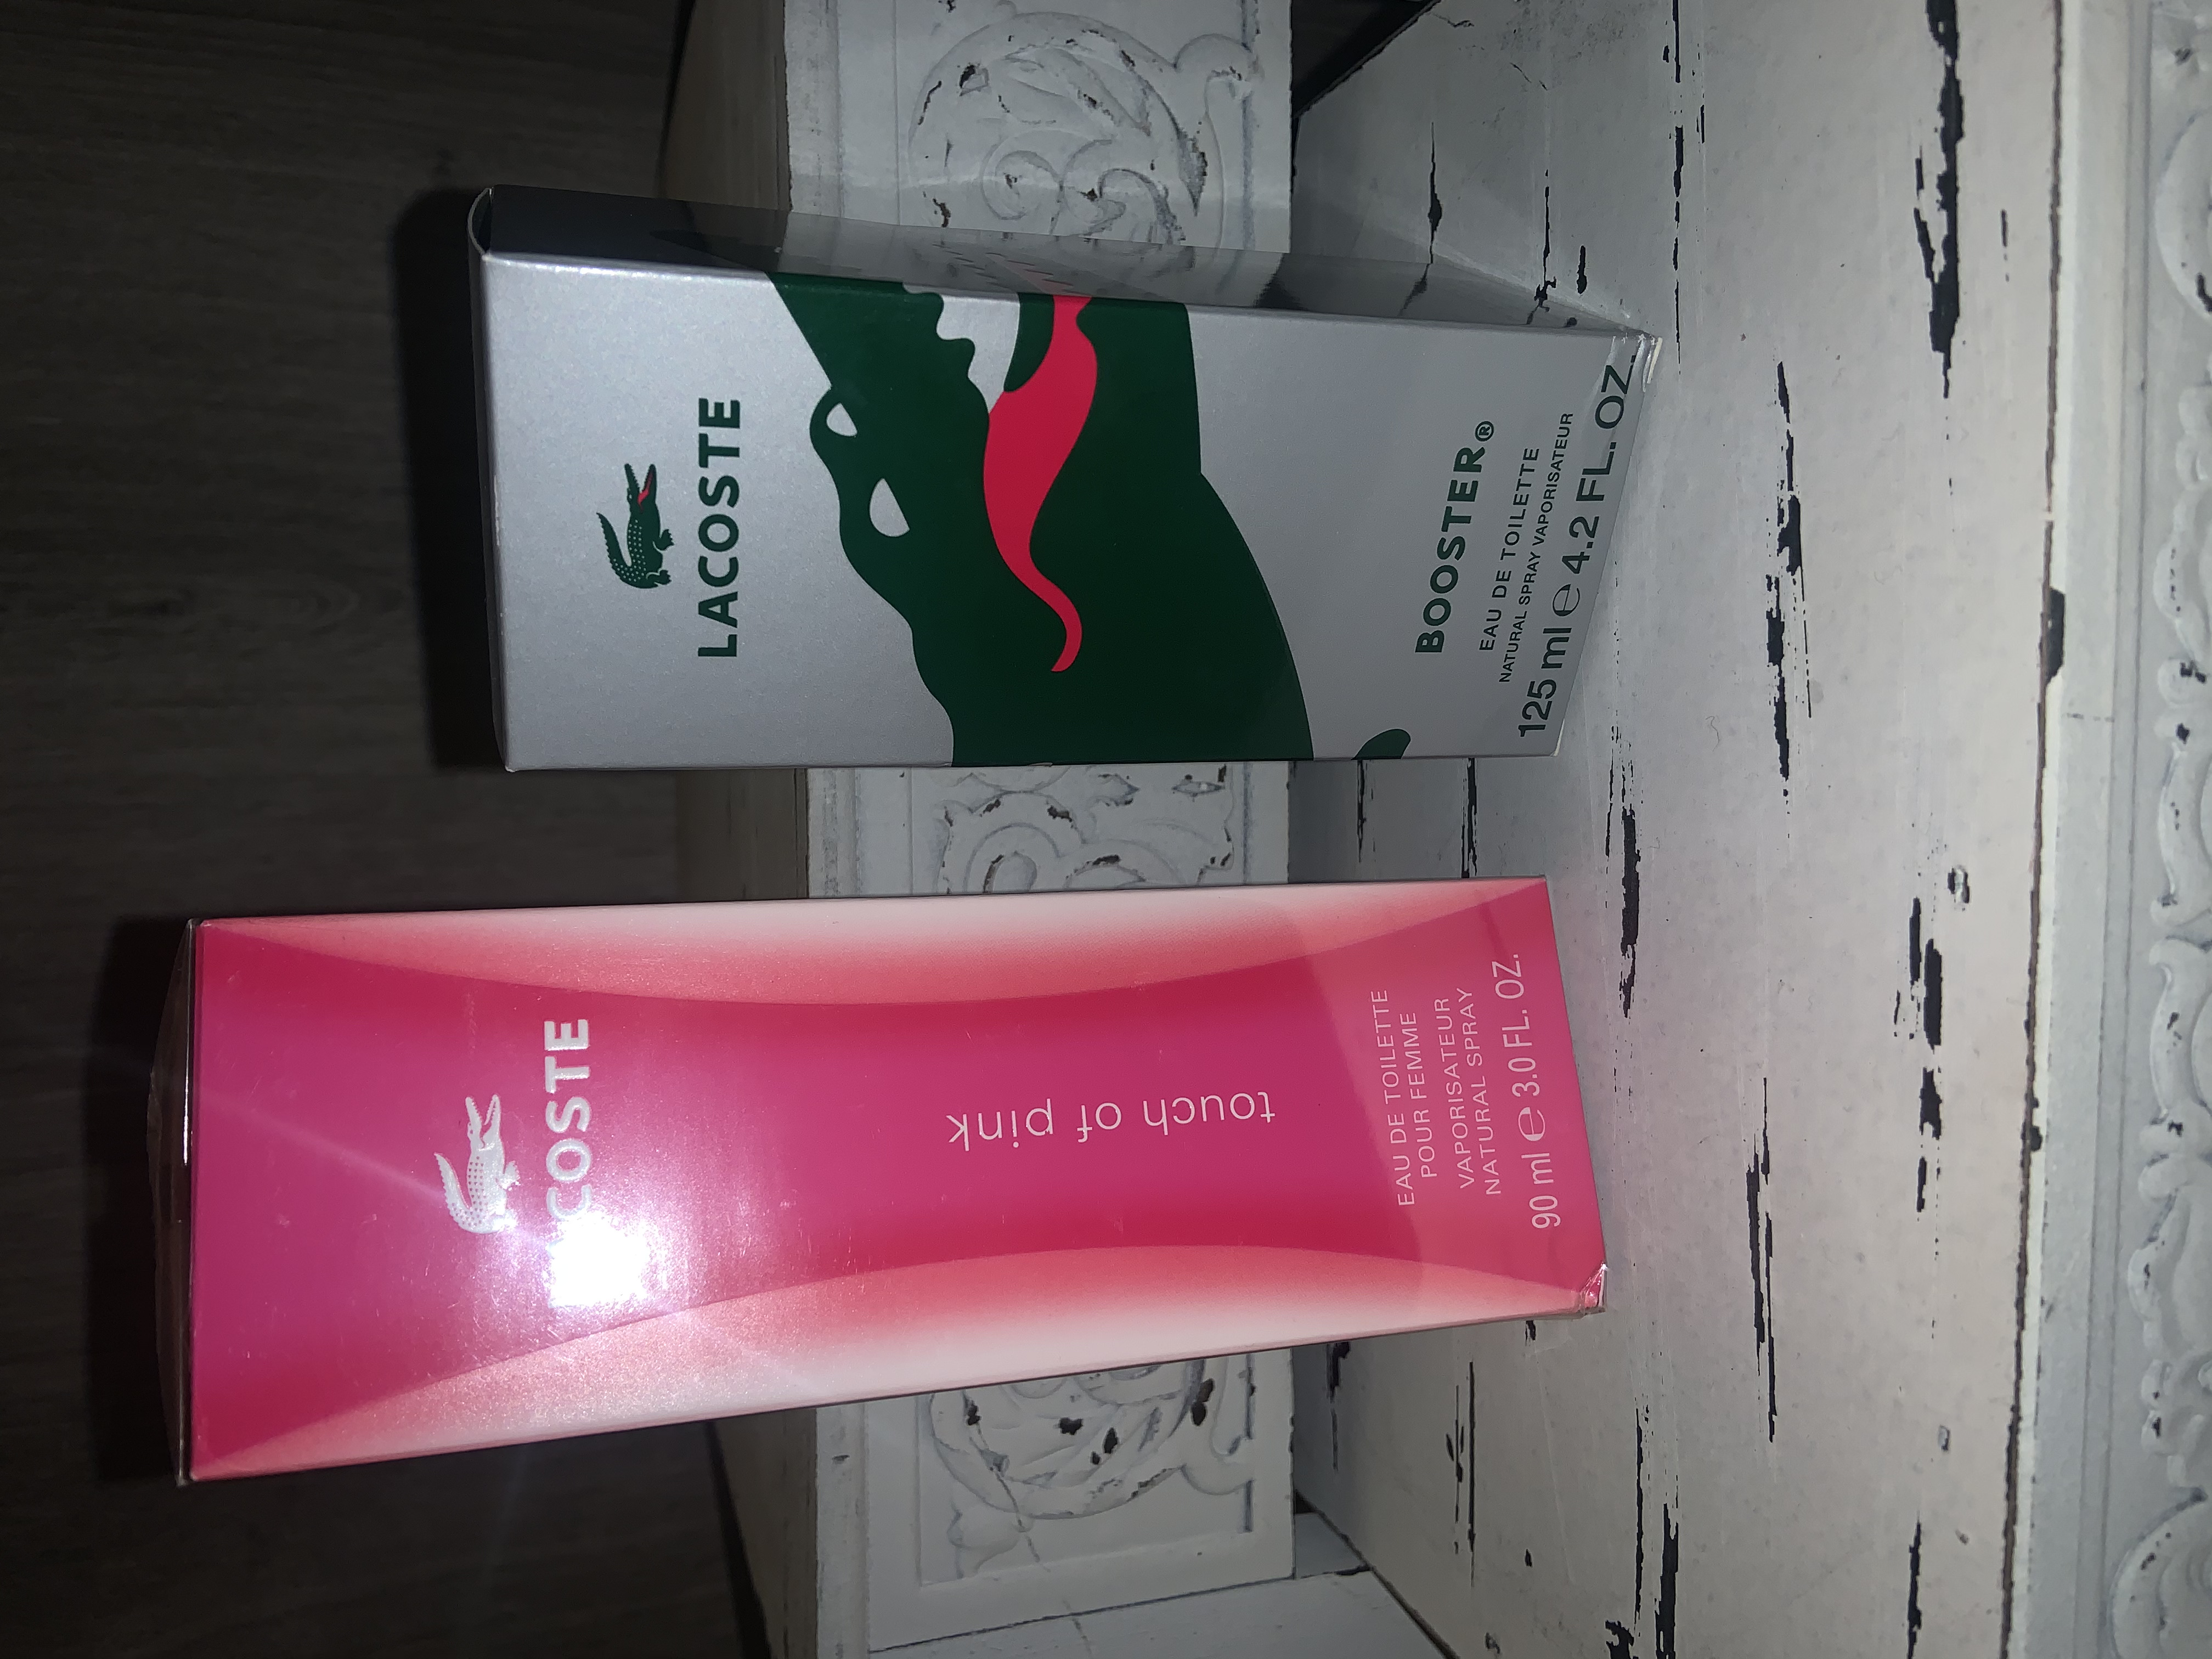 LACOSTE
touch of pink
EAU DE TOILETTE
POUR FEMME
VAPORISATEUR
NATURAL SPRAY
90 ml ℮ 3.0 FL. OZ.
LACOSTE
BOOSTER®
EAU DE TOILETTE
NATURAL SPRAY VAPORISATEUR
125 ml ℮ 4.2 FL. OZ.